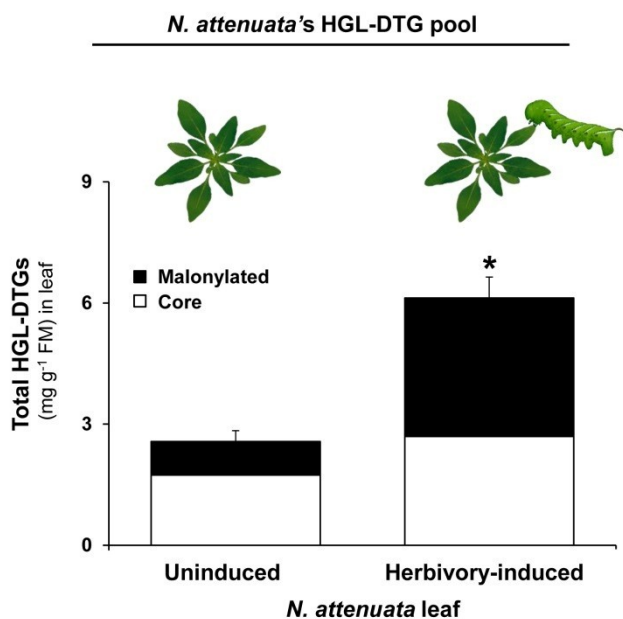 N. attenuata's HGL-DTG pool
9
6
3
0
Total HGL-DTGs
(mg g-1 FM) in leaf
Malonylated
Core
*
Uninduced
Herbivory-induced
N. attenuata leaf